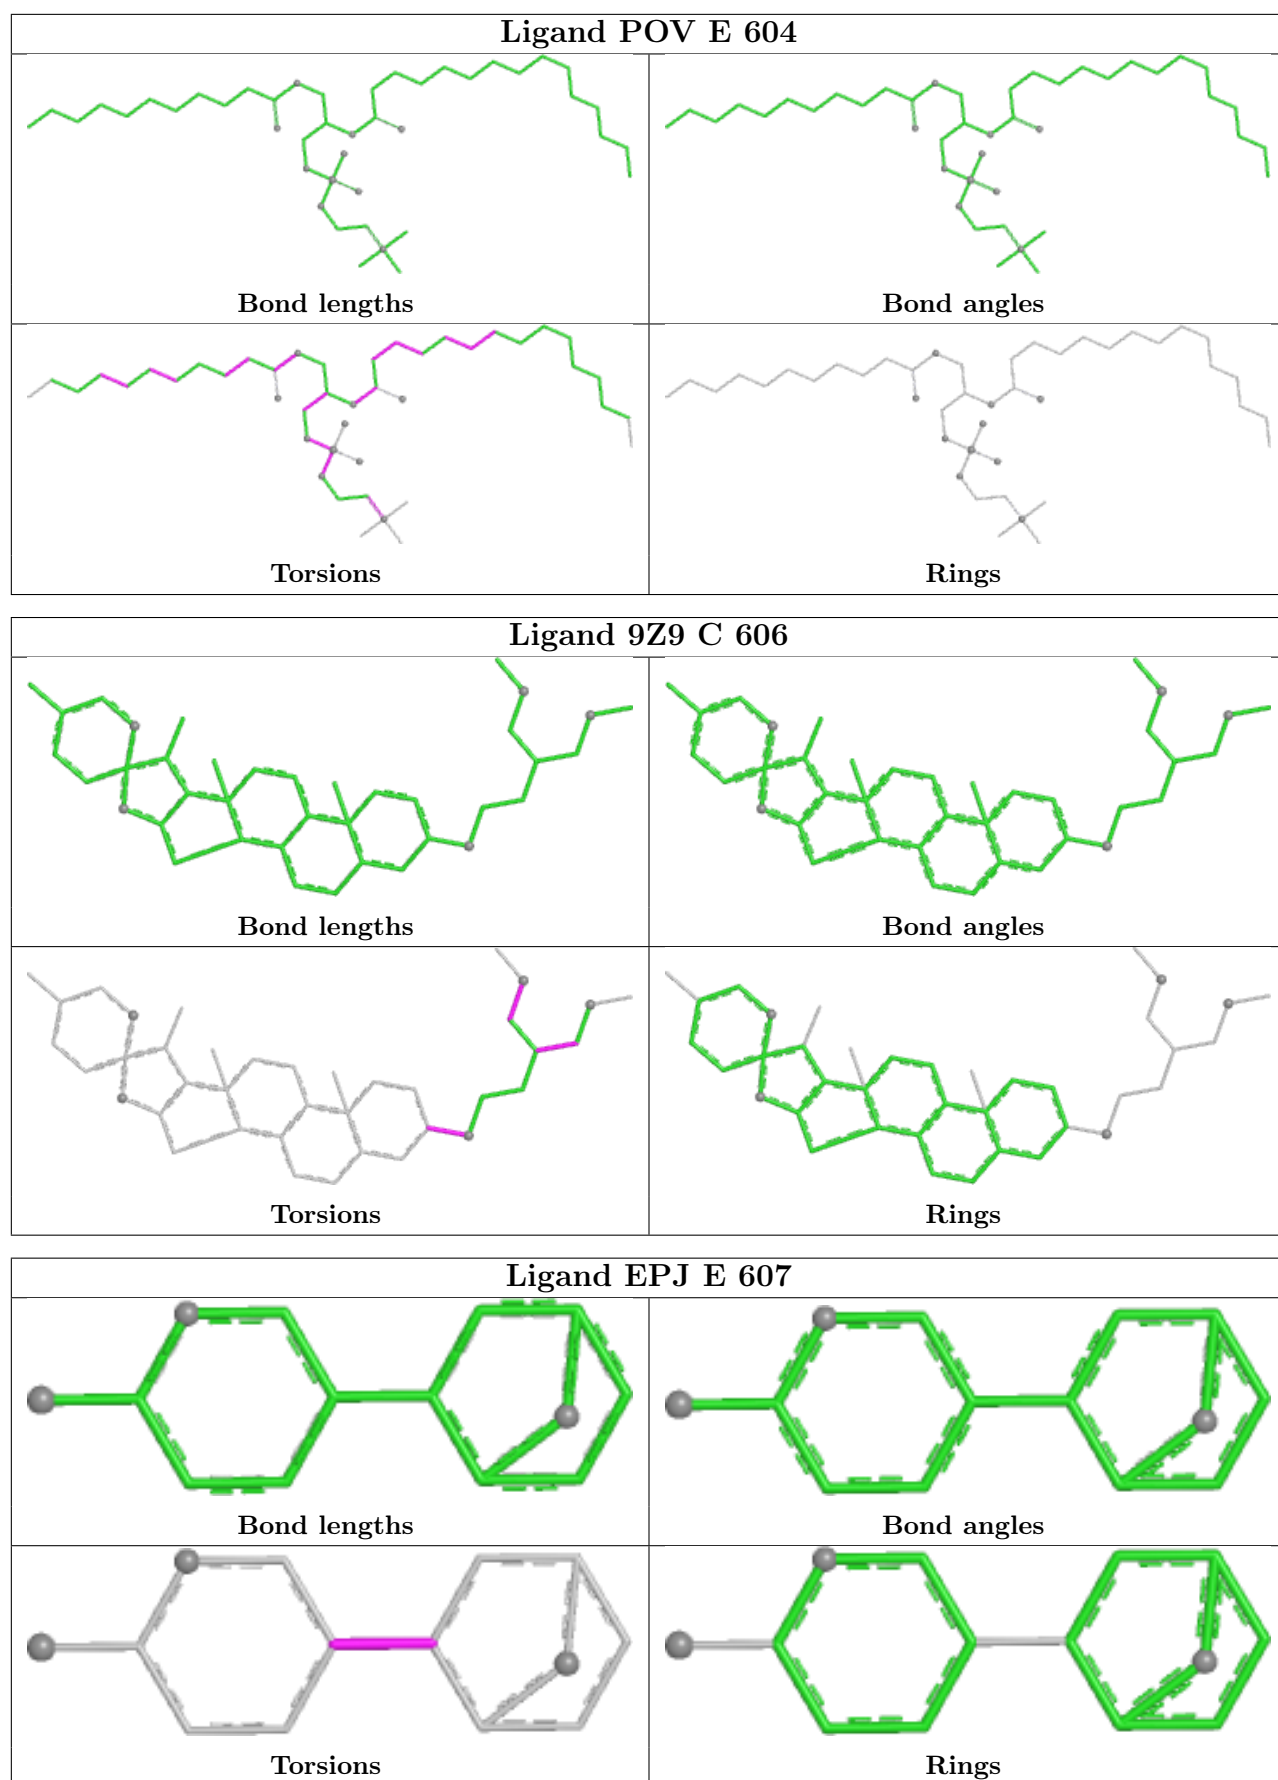 Ligand POV E 604
Bond lengths
Bond angles
Torsions
Rings
Ligand 9Z9 C 606
Bond lengths
Bond angles
Torsions
Rings
Ligand EPJ E 607
Bond lengths
Bond angles
Torsions
Rings